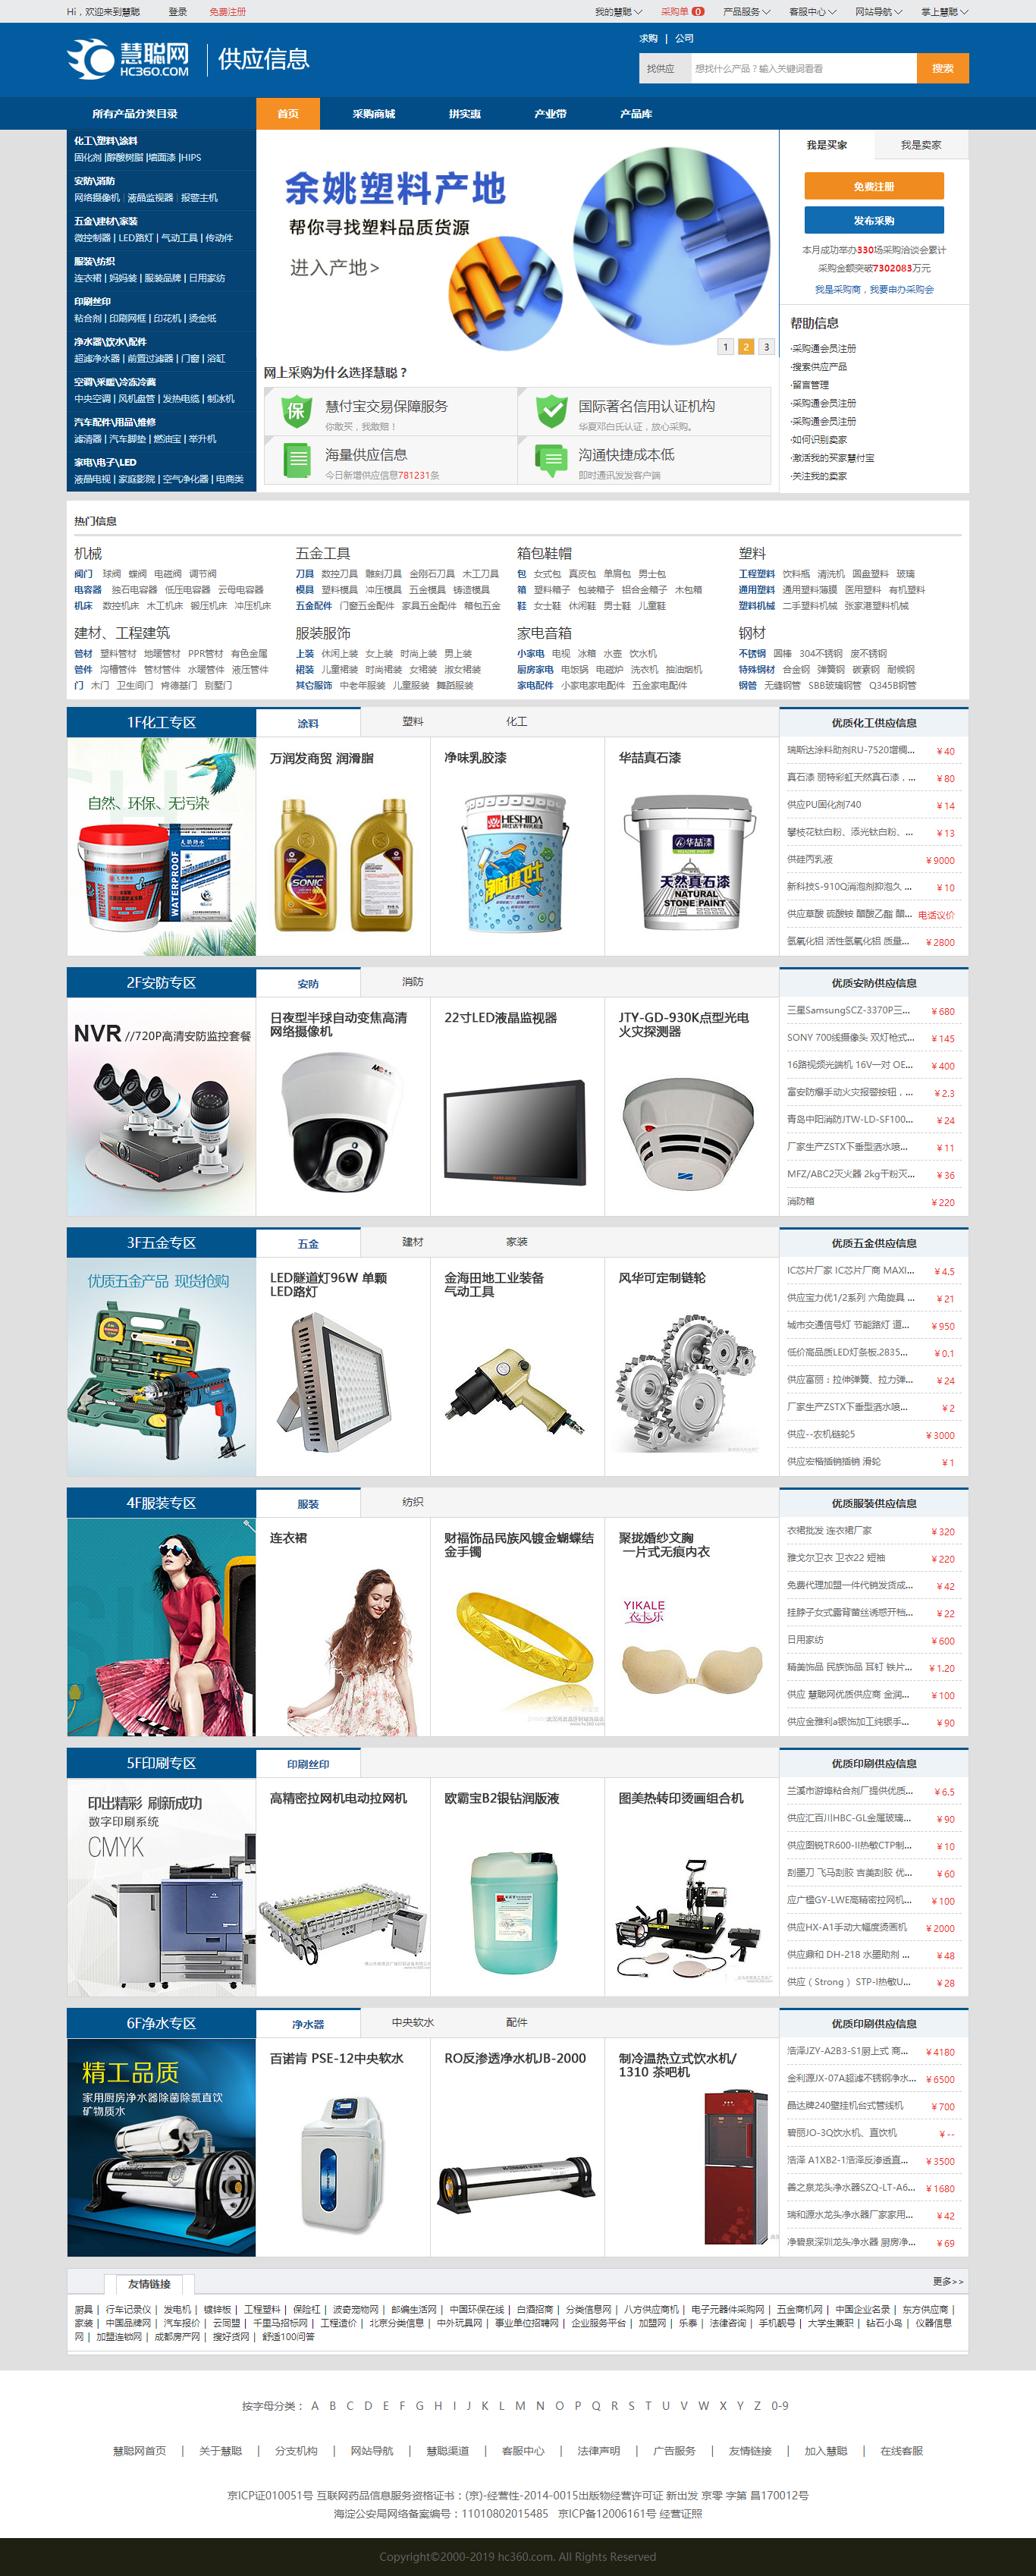 Hi，欢迎来到慧聪 登录 免费注册 我的慧聪 采购单 0 产品服务 客服中心 网站导航 掌上慧聪
慧聪网 HC360.COM 供应信息
求购 | 公司
找供应 想找什么产品？输入关键词看看 搜索
所有产品分类目录 首页 采购商城 拼实惠 产业带 产品库
化工\塑料\涂料
固化剂 |醇酸树脂 |墙面漆 |HIPS
安防\消防
网络摄像机 | 液晶监视器 | 报警主机
五金\建材\家装
微控制器 | LED路灯 | 气动工具 | 传动件
服装\纺织
连衣裙 | 妈妈装 | 服装品牌 | 日用家纺
印刷丝印
粘合剂 | 印刷网框 | 印花机 | 烫金纸
净水器\饮水\配件
超滤净水器 | 前置过滤器 | 门窗 | 浴缸
空调\采暖\冷冻冷藏
中央空调 | 风机盘管 | 发热电缆 | 制冰机
汽车配件\用品\维修
滤清器 | 汽车脚垫 | 燃油宝 | 举升机
家电\电子\LED
液晶电视 | 家庭影院 | 空气净化器 | 电商类
余姚塑料产地
帮你寻找塑料品质货源
进入产地>
1 2 3
网上采购为什么选择慧聪？
慧付宝交易保障服务
你敢买，我敢赔！
国际著名信用认证机构
华夏邓白氏认证，放心采购。
海量供应信息
今日新增供应信息781231条
沟通快捷成本低
即时通讯发发客户端
我是买家 我是卖家
免费注册
发布采购
本月成功举办330场采购洽谈会累计
采购金额突破7302083万元
我是采购商，我要申办采购会
帮助信息
·采购通会员注册
·搜索供应产品
·留言管理
·采购通会员注册
·采购通会员注册
·如何识别卖家
·激活我的买家慧付宝
·关注我的卖家
热门信息
机械
阀门 球阀 蝶阀 电磁阀 调节阀
电容器 独石电容器 低压电容器 云母电容器
机床 数控机床 木工机床 锻压机床 冲压机床
五金工具
刀具 数控刀具 雕刻刀具 金刚石刀具 木工刀具
模具 塑料模具 冲压模具 五金模具 铸造模具
五金配件 门窗五金配件 家具五金配件 箱包五金
箱包鞋帽
包 女式包 真皮包 单肩包 男士包
箱 塑料箱子 包装箱子 铝合金箱子 木包箱
鞋 女士鞋 休闲鞋 男士鞋 儿童鞋
塑料
工程塑料 饮料瓶 清洗机 圆盘塑料 玻璃
通用塑料 通用塑料薄膜 医用塑料 有机塑料
塑料机械 二手塑料机械 张家港塑料机械
建材、工程建筑
管材 塑料管材 地暖管材 PPR管材 有色金属
管件 沟槽管件 管材管件 水暖管件 液压管件
门 木门 卫生间门 肯德基门 别墅门
服装服饰
上装 休闲上装 女上装 时尚上装 男上装
裙装 儿童裙装 时尚裙装 女裙装 淑女裙装
其它服饰 中老年服装 儿童服装 舞蹈服装
家电音箱
小家电 电视 冰箱 水壶 饮水机
厨房家电 电饭锅 电磁炉 洗衣机 抽油烟机
家电配件 小家电家电配件 五金家电配件
钢材
不锈钢 圆棒 304不锈钢 废不锈钢
特殊钢材 合金钢 弹簧钢 碳素钢 耐候钢
钢管 无缝钢管 SBB玻璃钢管 Q345B钢管
1F化工专区 涂料 塑料 化工 优质化工供应信息
自然、环保、无污染
WATERPROOF
万润发商贸 润滑脂
SONIC
净味乳胶漆
HESHIDA
净味墙卫士
华喆真石漆
华喆漆
天然真石漆
NATURAL
STONE PAINT
瑞斯达涂料助剂RU-7520增稠... ￥40
真石漆 丽特彩虹天然真石漆，... ￥80
供应PU固化剂740 ￥14
攀枝花钛白粉、添光钛白粉、... ￥13
供硅丙乳液 ￥9000
新科技S-910Q消泡剂抑泡久 ... ￥10
供应草酸 硫酸铵 醋酸乙酯 醋... 电话议价
氢氧化铝 活性氢氧化铝 质量... ￥2800
2F安防专区 安防 消防 优质安防供应信息
NVR //720P高清安防监控套餐
日夜型半球自动变焦高清
网络摄像机
22寸LED液晶监视器
JTY-GD-930K点型光电
火灾探测器
三星SamsungSCZ-3370P三... ￥680
SONY 700线摄像头 双灯枪式... ￥145
16路视频光端机 16V一对 OE... ￥400
富安防爆手动火灾报警按钮，... ￥2.3
青岛中阳消防JTW-LD-SF100... ￥24
厂家生产ZSTX下垂型洒水喷... ￥11
MFZ/ABC2灭火器 2kg干粉灭... ￥36
消防箱 ￥220
3F五金专区 五金 建材 家装 优质五金供应信息
优质五金产品 现货抢购
LED隧道灯96W 单颗
LED路灯
金海田地工业装备
气动工具
风华可定制链轮
IC芯片厂家 IC芯片厂商 MAXI... ￥4.5
供应宝力优1/2系列 六角旋具 ... ￥21
城市交通信号灯 节能路灯 道... ￥950
低价高品质LED灯条板.2835... ￥0.1
供应富丽：拉伸弹簧、拉力弹... ￥24
厂家生产ZSTX下垂型洒水喷... ￥2
供应--农机链轮5 ￥3000
供应宏楷插销插销 滑轮 ￥1
4F服装专区 服装 纺织 优质服装供应信息
连衣裙
财福饰品民族风镀金蝴蝶结
金手镯
聚拢婚纱文胸
一片式无痕内衣
YIKALE
衣卡乐
衣裙批发 连衣裙厂家 ￥320
雅戈尔卫衣 卫衣22 短袖 ￥220
免费代理加盟一件代销发货成... ￥42
挂脖子女式露背蕾丝诱惑开档... ￥22
日用家纺 ￥600
精美饰品 民族饰品 耳钉 铁片... ￥1.20
供应 慧聪网优质供应商 金润... ￥100
供应金雅利a银饰加工纯银手... ￥90
5F印刷专区 印刷丝印 优质印刷供应信息
印出精彩 刷新成功
数字印刷系统
CMYK
高精密拉网机电动拉网机
欧霸宝B2银钻润版液
图美热转印烫画组合机
兰溪市游埠粘合剂厂提供优质... ￥6.5
供应汇百川HBC-GL金属玻璃... ￥90
供应图锐TR600-II热敏CTP制... ￥10
刮墨刀 飞马刮胶 吉美刮胶 优... ￥60
应广楹GY-LWE高精密拉网机... ￥100
供应HX-A1手动大幅度烫画机 ￥2000
供应鼎和 DH-218 水墨助剂 ... ￥48
供应（Strong） STP-I热敏U... ￥28
6F净水专区 净水器 中央软水 配件 优质印刷供应信息
精工品质
家用厨房净水器除菌除氯直饮
矿物质水
百诺肯 PSE-12中央软水
RO反渗透净水机JB-2000
制冷温热立式饮水机/
1310 茶吧机
浩泽JZY-A2B3-S1厨上式 商... ￥4180
金利源JX-07A超滤不锈钢净水... ￥6500
晶达牌240壁挂机台式管线机 ￥700
碧丽JO-3Q饮水机、直饮机 ￥--
浩泽 A1XB2-1浩泽反渗透直... ￥3500
善之泉龙头净水器SZQ-LT-A6... ￥1680
瑞和源水龙头净水器厂家家用... ￥42
净碧泉深圳龙头净水器 厨房净... ￥69
友情链接 更多>>
厨具 | 行车记录仪 | 发电机 | 镀锌板 | 工程塑料 | 保险杠 | 波奇宠物网 | 邮编生活网 | 中国环保在线 | 白酒招商 | 分类信息网 | 八方供应商机 | 电子元器件采购网 | 五金商机网 | 中国企业名录 | 东方供应商 |
家装 | 中国品牌网 | 汽车报价 | 云同盟 | 千里马招标网 | 工程造价 | 北京分类信息 | 中外玩具网 | 事业单位招聘网 | 企业服务平台 | 加盟网 | 乐泰 | 法律咨询 | 手机靓号 | 大学生兼职 | 钻石小鸟 | 仪器信息
网 | 加盟连锁网 | 成都房产网 | 搜好货网 | 舒适100问答
按字母分类： A B C D E F G H I J K L M N O P Q R S T U V W X Y Z 0-9
慧聪网首页 | 关于慧聪 | 分支机构 | 网站导航 | 慧聪渠道 | 客服中心 | 法律声明 | 广告服务 | 友情链接 | 加入慧聪 | 在线客服
京ICP证010051号 互联网药品信息服务资格证书：(京)-经营性-2014-0015出版物经营许可证 新出发 京零 字第 昌170012号
海淀公安局网络备案编号：11010802015485 京ICP备12006161号 经营证照
Copyright©2000-2019 hc360.com. All Rights Reserved